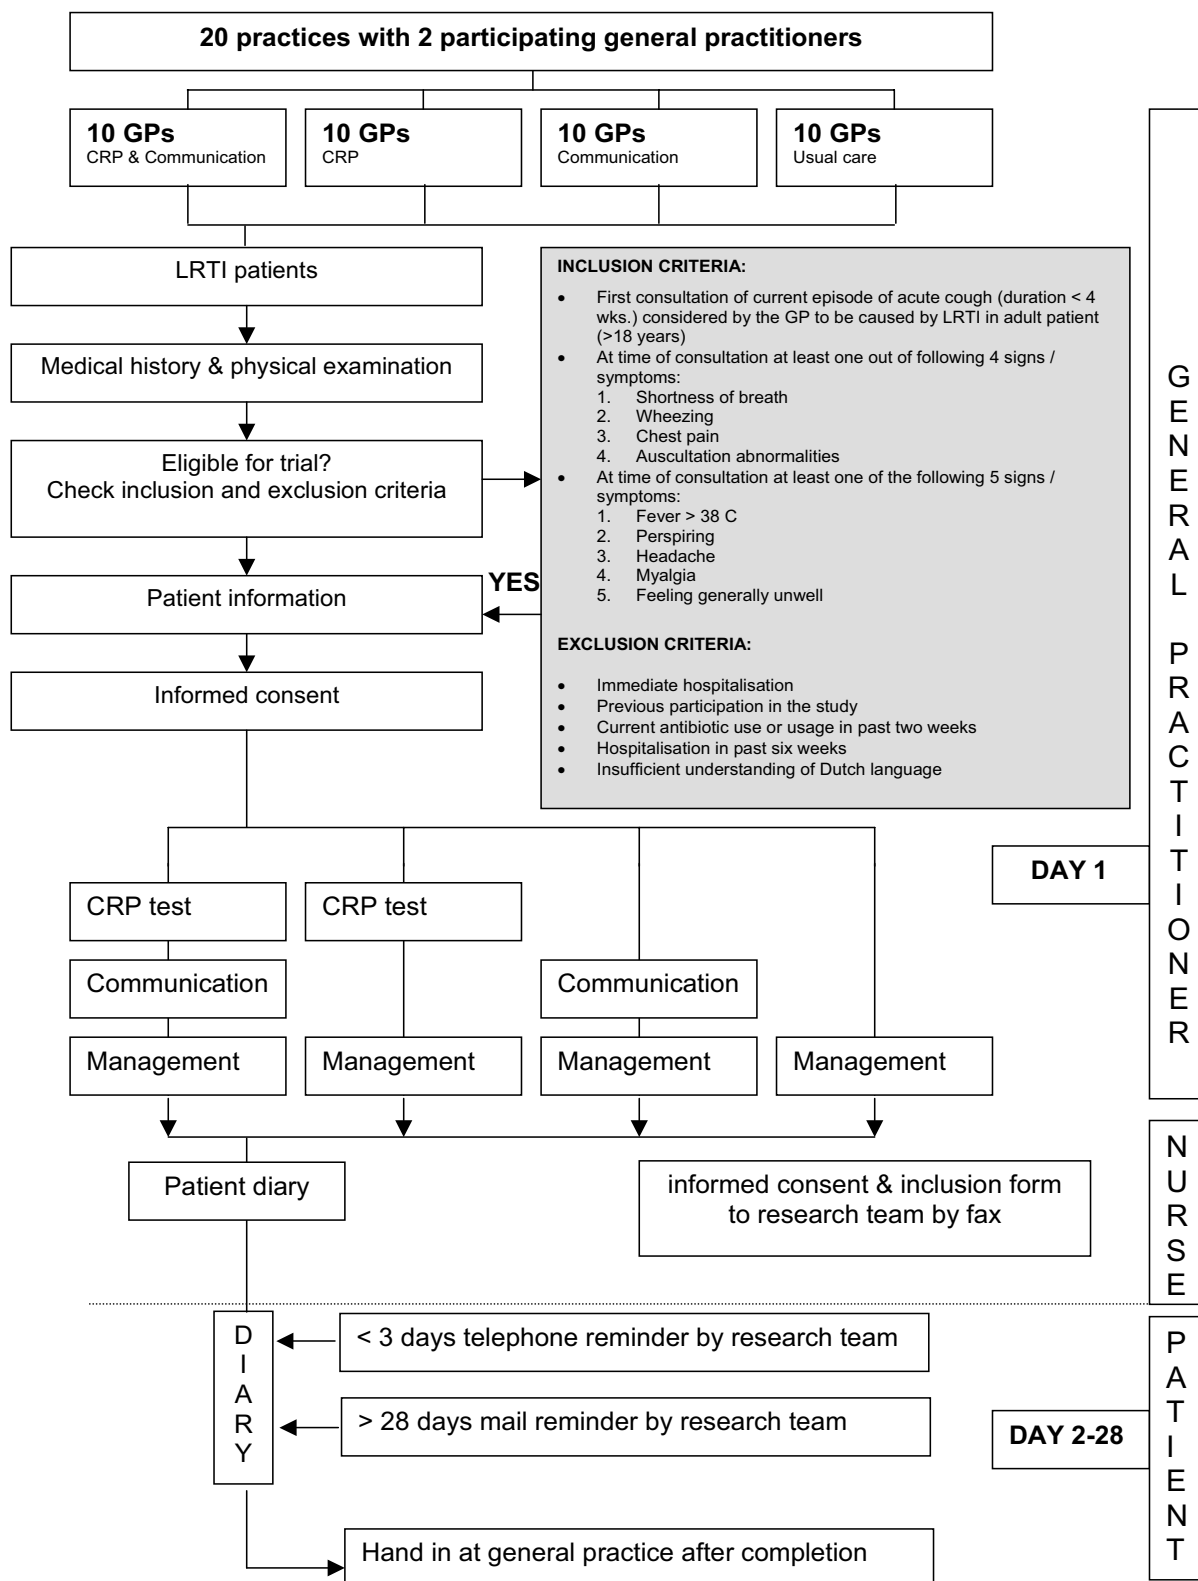 20 practices with 2 participating general practitioners
10 GPs
CRP & Communication
10 GPs
CRP
10 GPs
Communication
10 GPs
Usual care
LRTI patients
Medical history & physical examination
Eligible for trial?
Check inclusion and exclusion criteria
YES
Patient information
Informed consent
INCLUSION CRITERIA:
• First consultation of current episode of acute cough (duration < 4
wks.) considered by the GP to be caused by LRTI in adult patient
(>18 years)
• At time of consultation at least one out of following 4 signs /
symptoms:
1. Shortness of breath
2. Wheezing
3. Chest pain
4. Auscultation abnormalities
• At time of consultation at least one of the following 5 signs /
symptoms:
1. Fever > 38 C
2. Perspiring
3. Headache
4. Myalgia
5. Feeling generally unwell
EXCLUSION CRITERIA:
• Immediate hospitalisation
• Previous participation in the study
• Current antibiotic use or usage in past two weeks
• Hospitalisation in past six weeks
• Insufficient understanding of Dutch language
GENERAL PRACTITIONER
DAY 1
CRP test
CRP test
Communication
Communication
Management
Management
Management
Management
Patient diary
informed consent & inclusion form
to research team by fax
NURSE
DIARY
< 3 days telephone reminder by research team
> 28 days mail reminder by research team
DAY 2-28
PATIENT
Hand in at general practice after completion